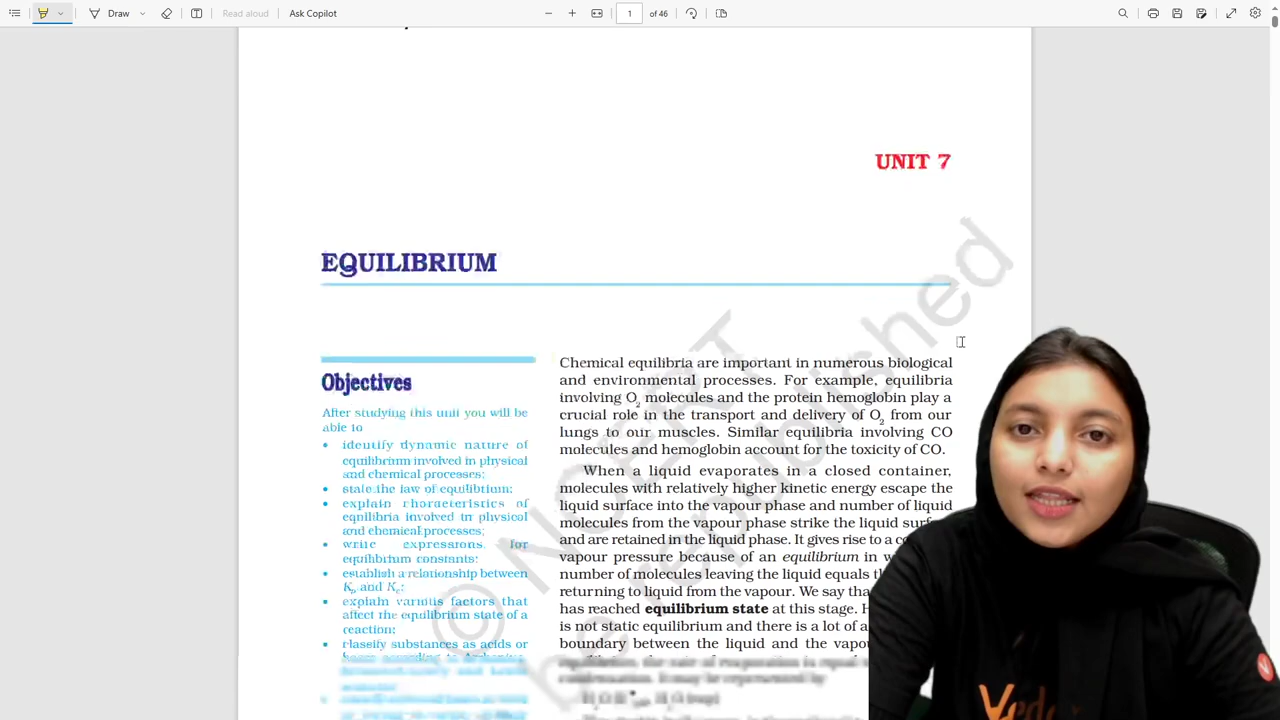 Draw
Read aloud
Ask Copilot
1
of 46
UNIT 7
EQUILIBRIUM
Objectives
After studying this unit you will be
able to
• identify dynamic nature of
equilibrium involved in physical
and chemical processes;
• state the law of equilibrium;
• explain characteristics of
equilibria involved in physical
and chemical processes;
• write expressions for
equilibrium constants;
• establish a relationship between
Kp and Kc;
• explain various factors that
affect the equilibrium state of a
reaction;
• classify substances as acids or
Chemical equilibria are important in numerous biological
and environmental processes. For example, equilibria
involving O2 molecules and the protein hemoglobin play a
crucial role in the transport and delivery of O2 from our
lungs to our muscles. Similar equilibria involving CO
molecules and hemoglobin account for the toxicity of CO.
When a liquid evaporates in a closed container,
molecules with relatively higher kinetic energy escape the
liquid surface into the vapour phase and number of liquid
molecules from the vapour phase strike the liquid
and are retained in the liquid phase. It gives rise to a
vapour pressure because of an equilibrium in
number of molecules leaving the liquid equals
returning to liquid from the vapour. We say
has reached equilibrium state at this stage.
is not static equilibrium and there is a lot of
boundary between the liquid and the
© NCERT
be republished